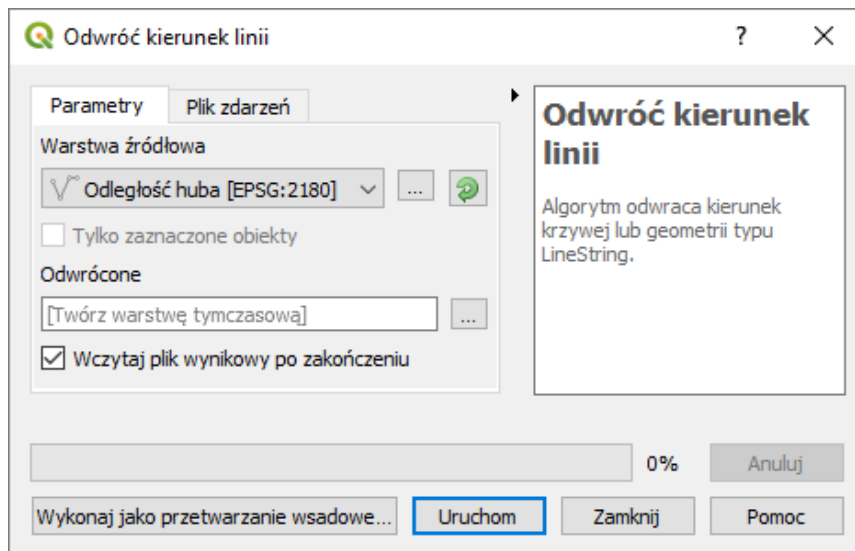 Odwróć kierunek linii
?
Parametry
Plik zdarzeń
Warstwa źródłowa
Odległość huba [EPSG:2180]
...
Tylko zaznaczone obiekty
Odwrócone
[Twórz warstwę tymczasową]
...
Wczytaj plik wynikowy po zakończeniu
Odwróć kierunek
linii
Algorytm odwraca kierunek
krzywej lub geometrii typu
LineString.
0%
Anuluj
Wykonaj jako przetwarzanie wsadowe...
Uruchom
Zamknij
Pomoc